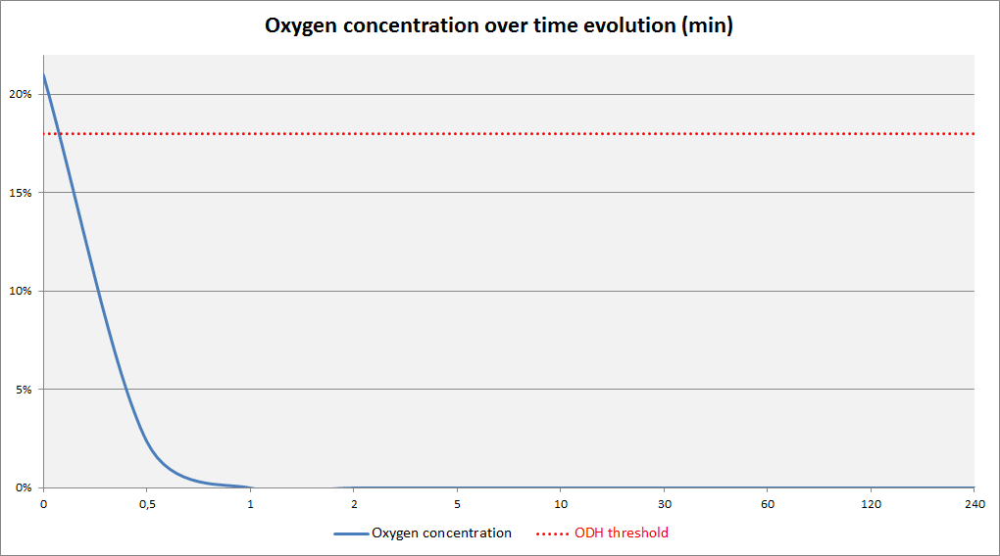 Oxygen concentration over time evolution (min)
20%
15%
10%
5%
0%
0 0,5 1 2 5 10 30 60 120 240
Oxygen concentration ODH threshold